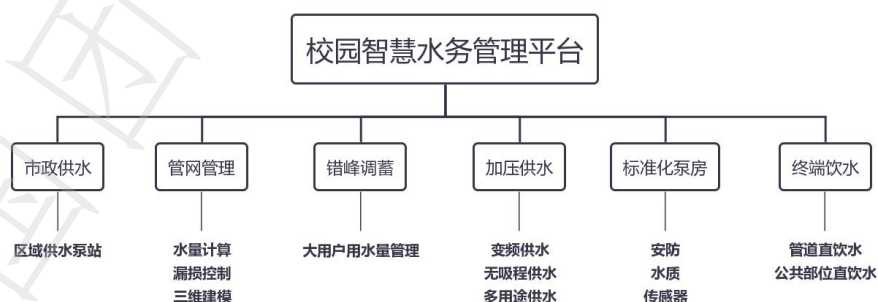 校园智慧水务管理平台
市政供水
管网管理
错峰调蓄
加压供水
标准化泵房
终端饮水
区域供水泵站
水量计算
漏损控制
三维建模
大用户用水量管理
变频供水
无吸程供水
多用途供水
安防
水质
传感器
管道直饮水
公共部位直饮水